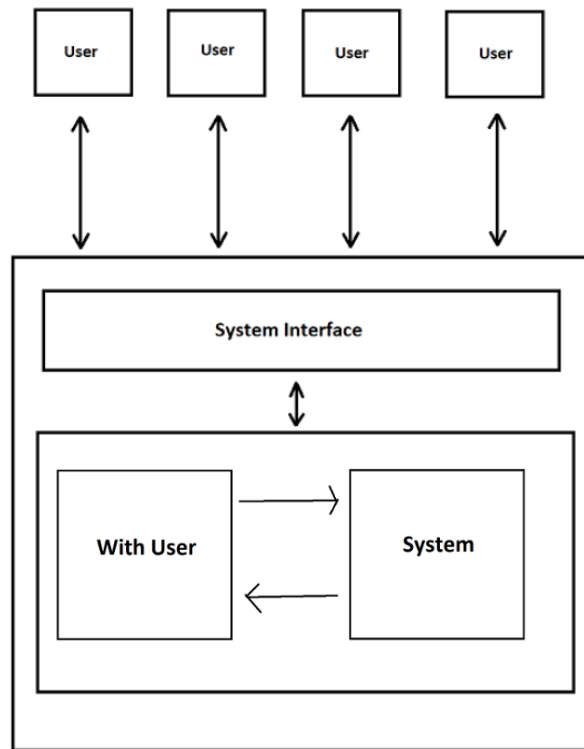 User
User
User
User
System Interface
With User
System